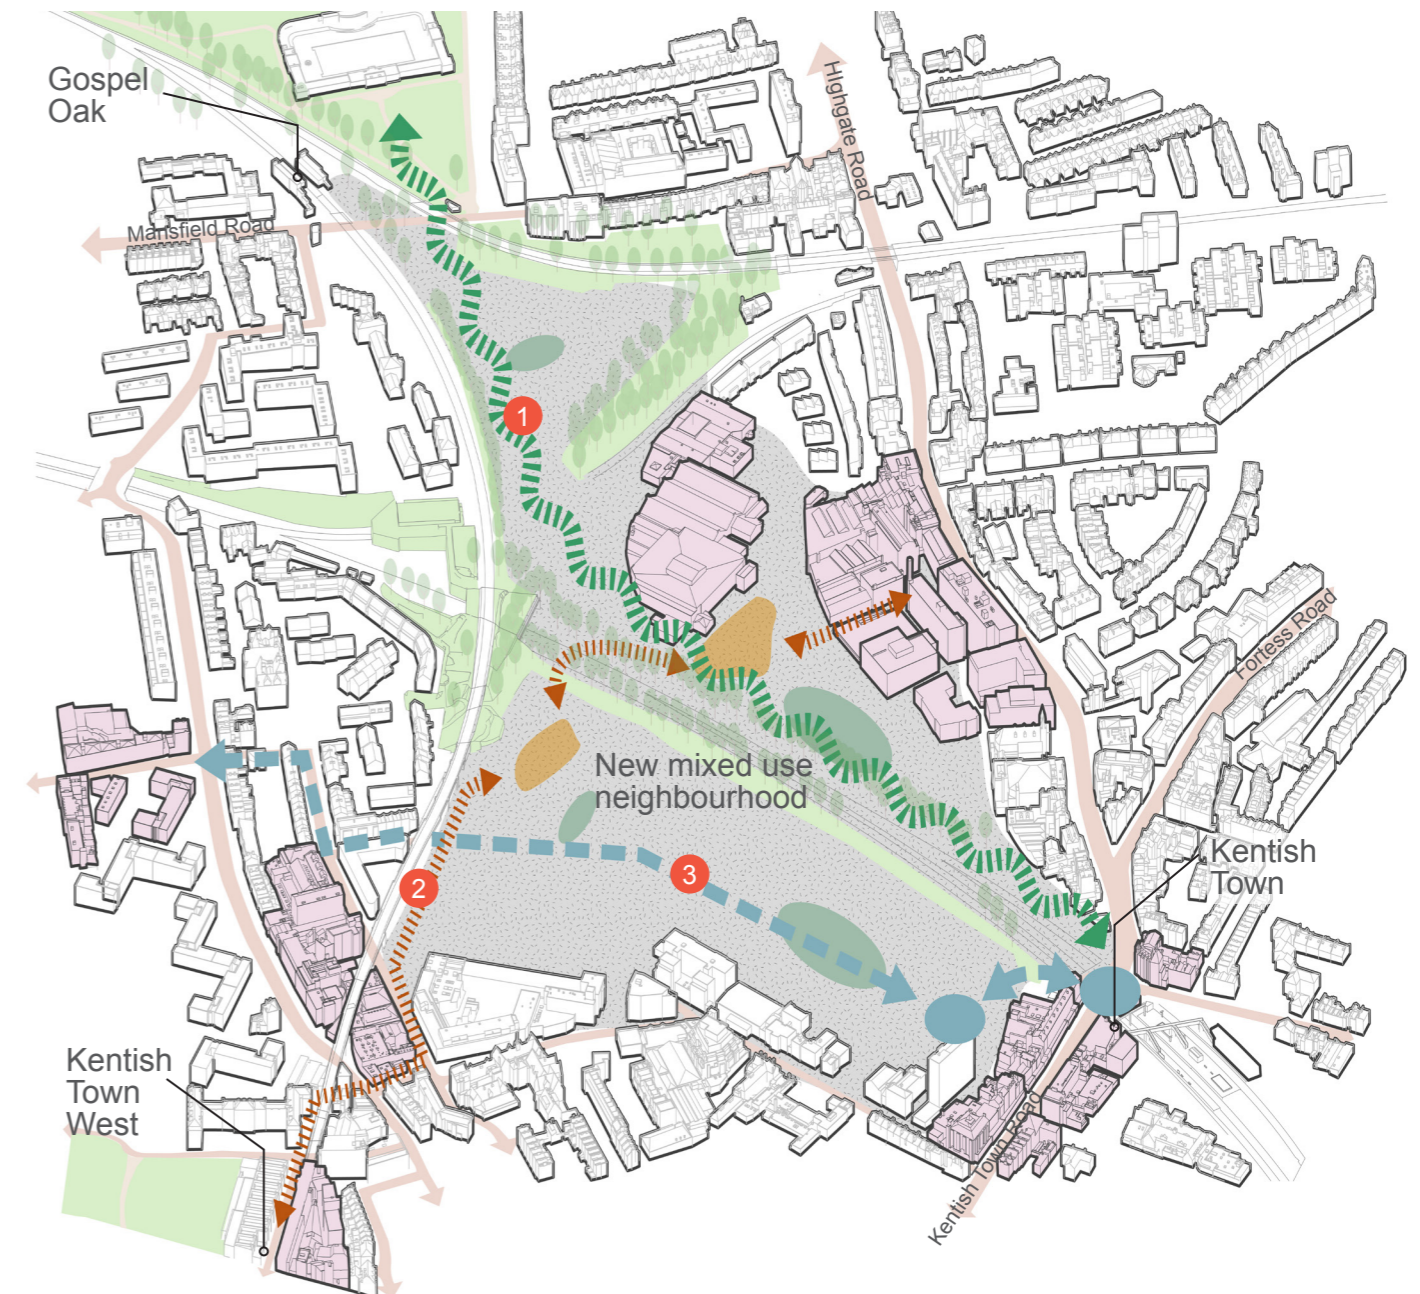 Gospel
Oak
HIghgate Road
Mansfield Road
1
Fortess Road
New mixed use
neighbourhood
Kentish
Town
2
3
Kentish
Town
West
Kentish Town Road